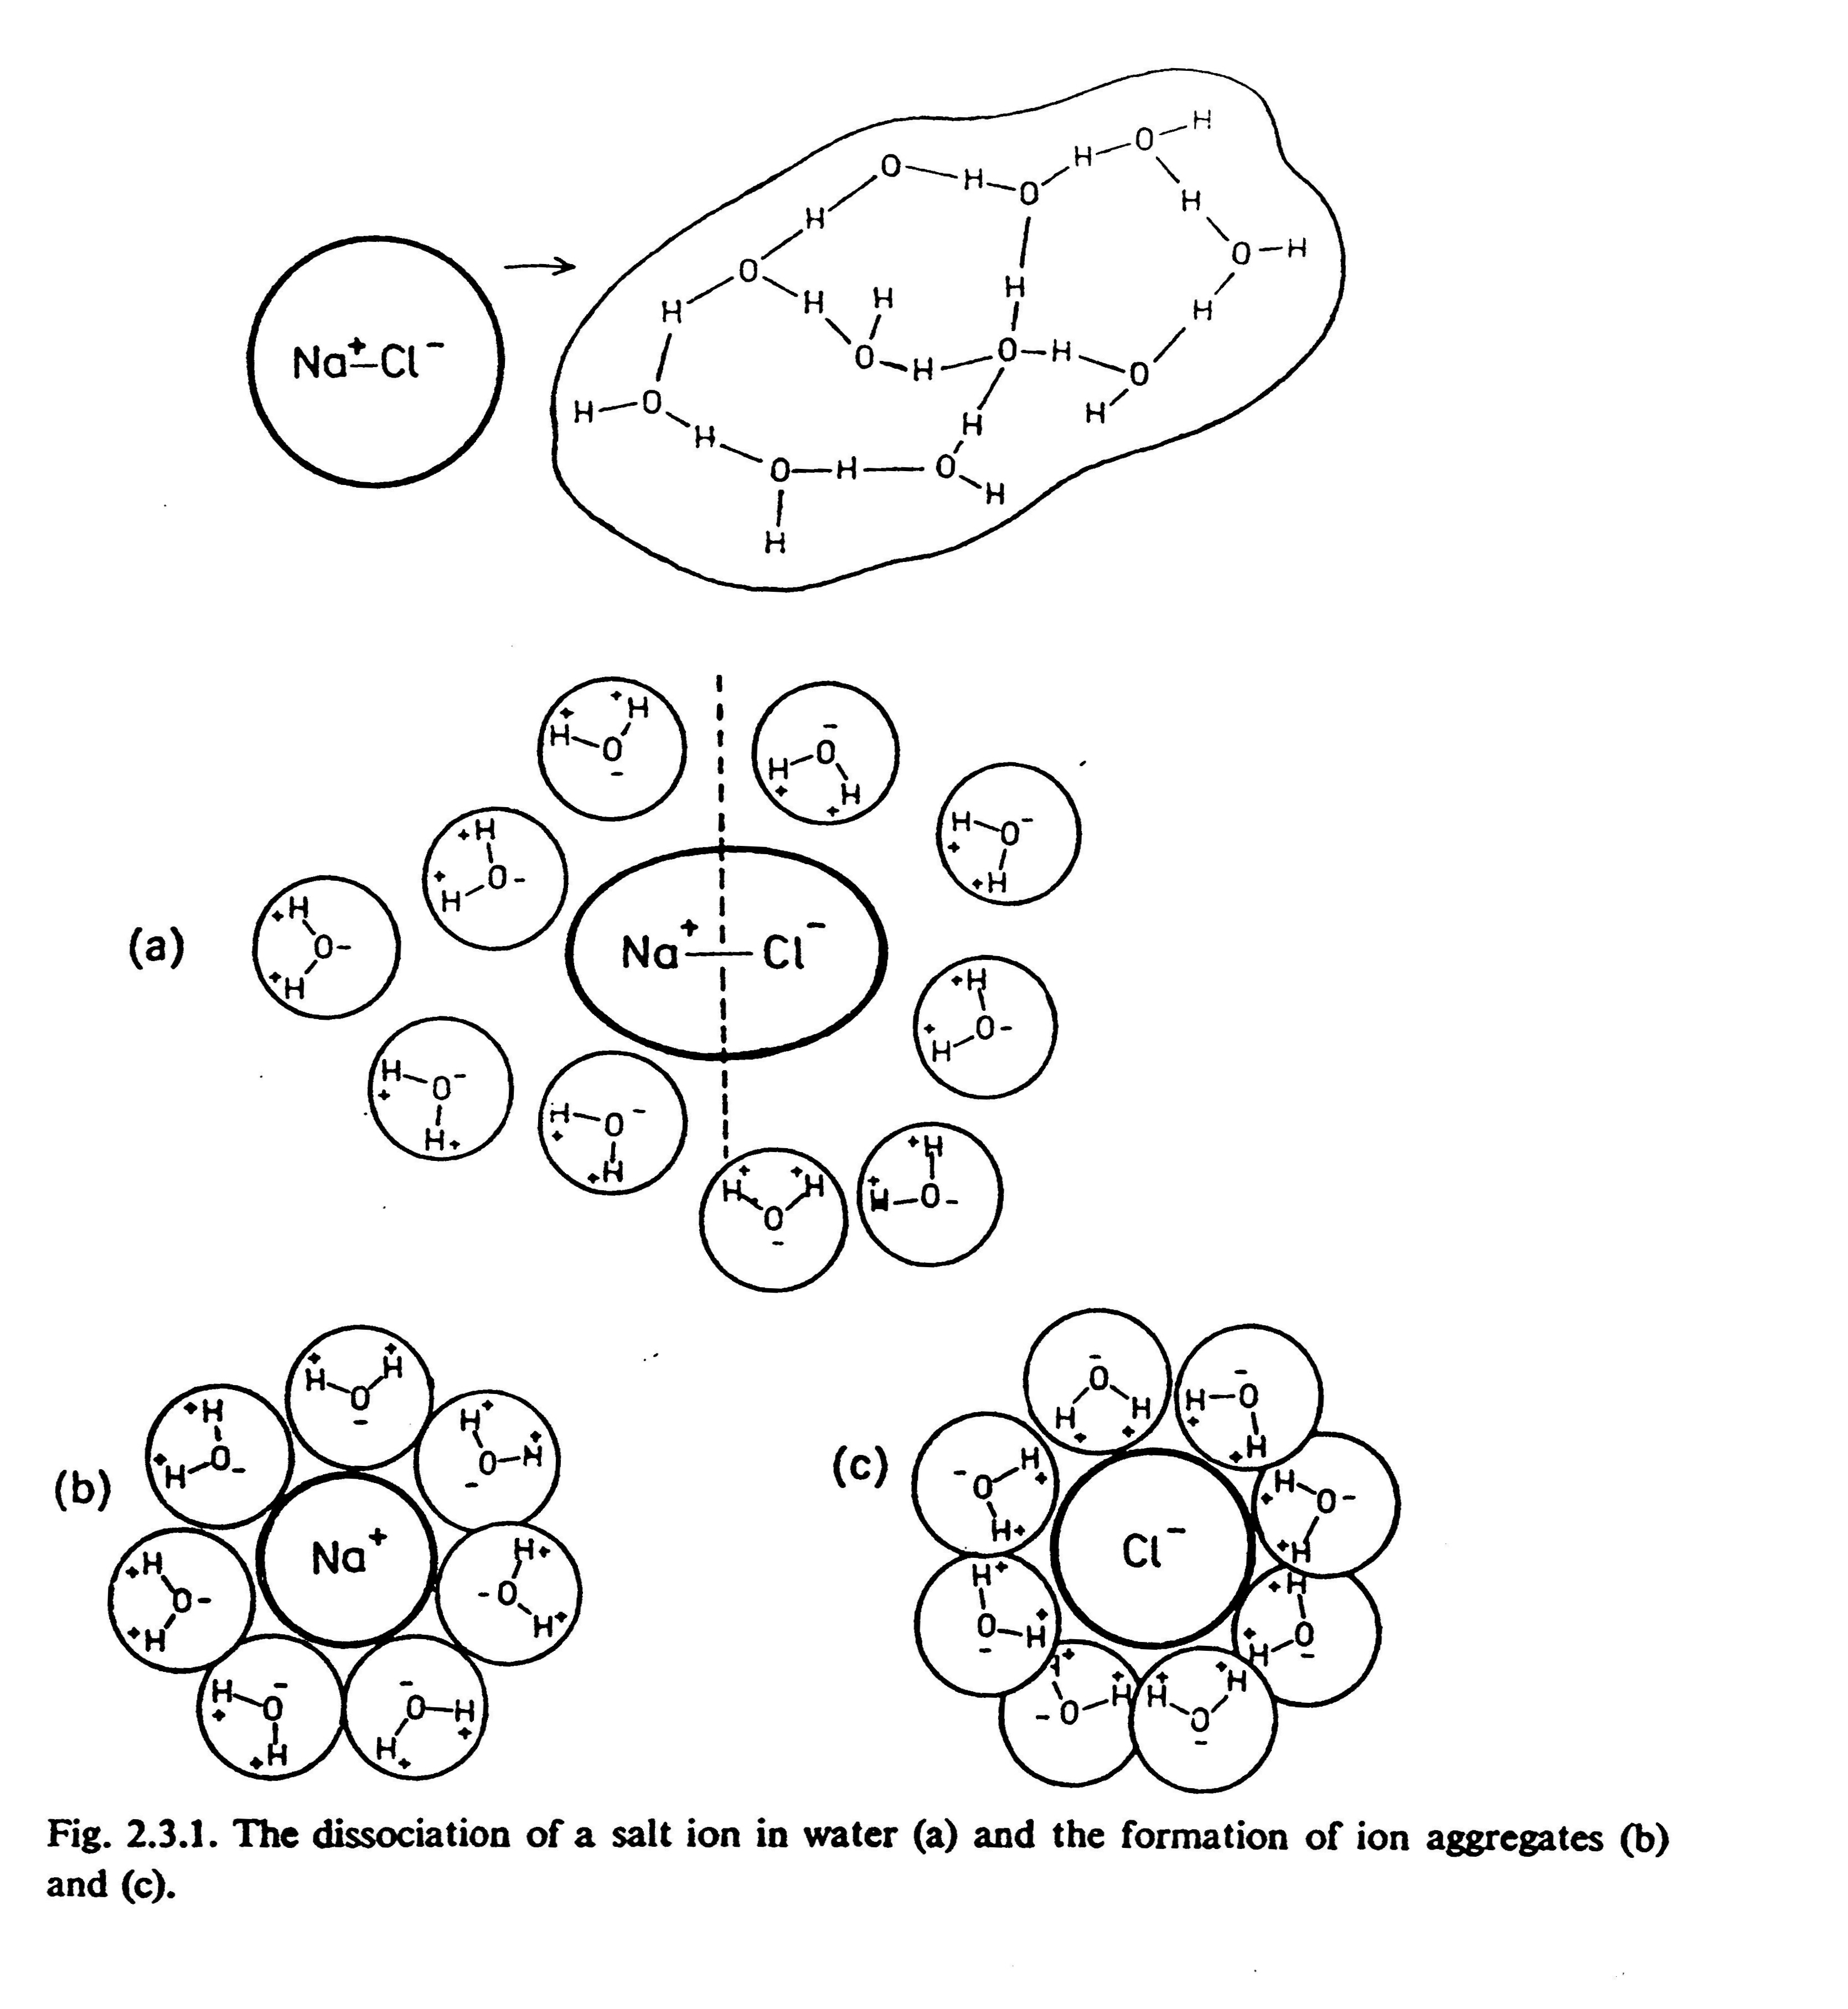 Na+–Cl-
H
O
O H O H H
H
H
O H
O H
H
H
H
H
O H
O H O H O
H
H O
H
H
O H O
H
H
+ H
+ H O
-
-
O
H H
+ +
H O -
+ + H
+ H
+ H O -
(a)
+ H
O -
+ H
Na+–Cl-
+ H
+ H O -
H O -
+ H +
H O -
+ + H
+ +
H H
O
-
+ H
+ H O -
(b)
+ +
H H
O
-
+ H
+ H O -
H +
O H +
-
Na+
+ H
O -
+ H
H +
- O
H +
H O -
+ + H
-
O H
H + +
(c)
-
O
H H
+ +
-
H O
+ + H
- O H +
H +
Cl-
H O -
+ + H
H +
O H +
-
+ H
+ H O
-
+
- O H +
+ +
H H
O
-
Fig. 2.3.1. The dissociation of a salt ion in water (a) and the formation of ion aggregates (b)
and (c).